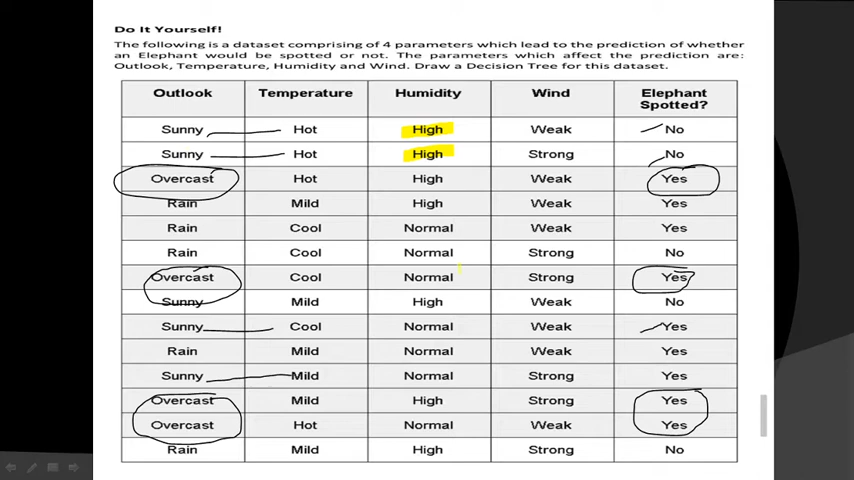 Do It Yourself!
The following is a dataset comprising of 4 parameters which lead to the prediction of whether
an Elephant would be spotted or not. The parameters which affect the prediction are:
Outlook, Temperature, Humidity and Wind. Draw a Decision Tree for this dataset.
Outlook Temperature Humidity Wind Elephant
Spotted?
Sunny Hot High Weak No
Sunny Hot High Strong No
Overcast Hot High Weak Yes
Rain Mild High Weak Yes
Rain Cool Normal Weak Yes
Rain Cool Normal Strong No
Overcast Cool Normal Strong Yes
Sunny Mild High Weak No
Sunny Cool Normal Weak Yes
Rain Mild Normal Weak Yes
Sunny Mild Normal Strong Yes
Overcast Mild High Strong Yes
Overcast Hot Normal Weak Yes
Rain Mild High Strong No